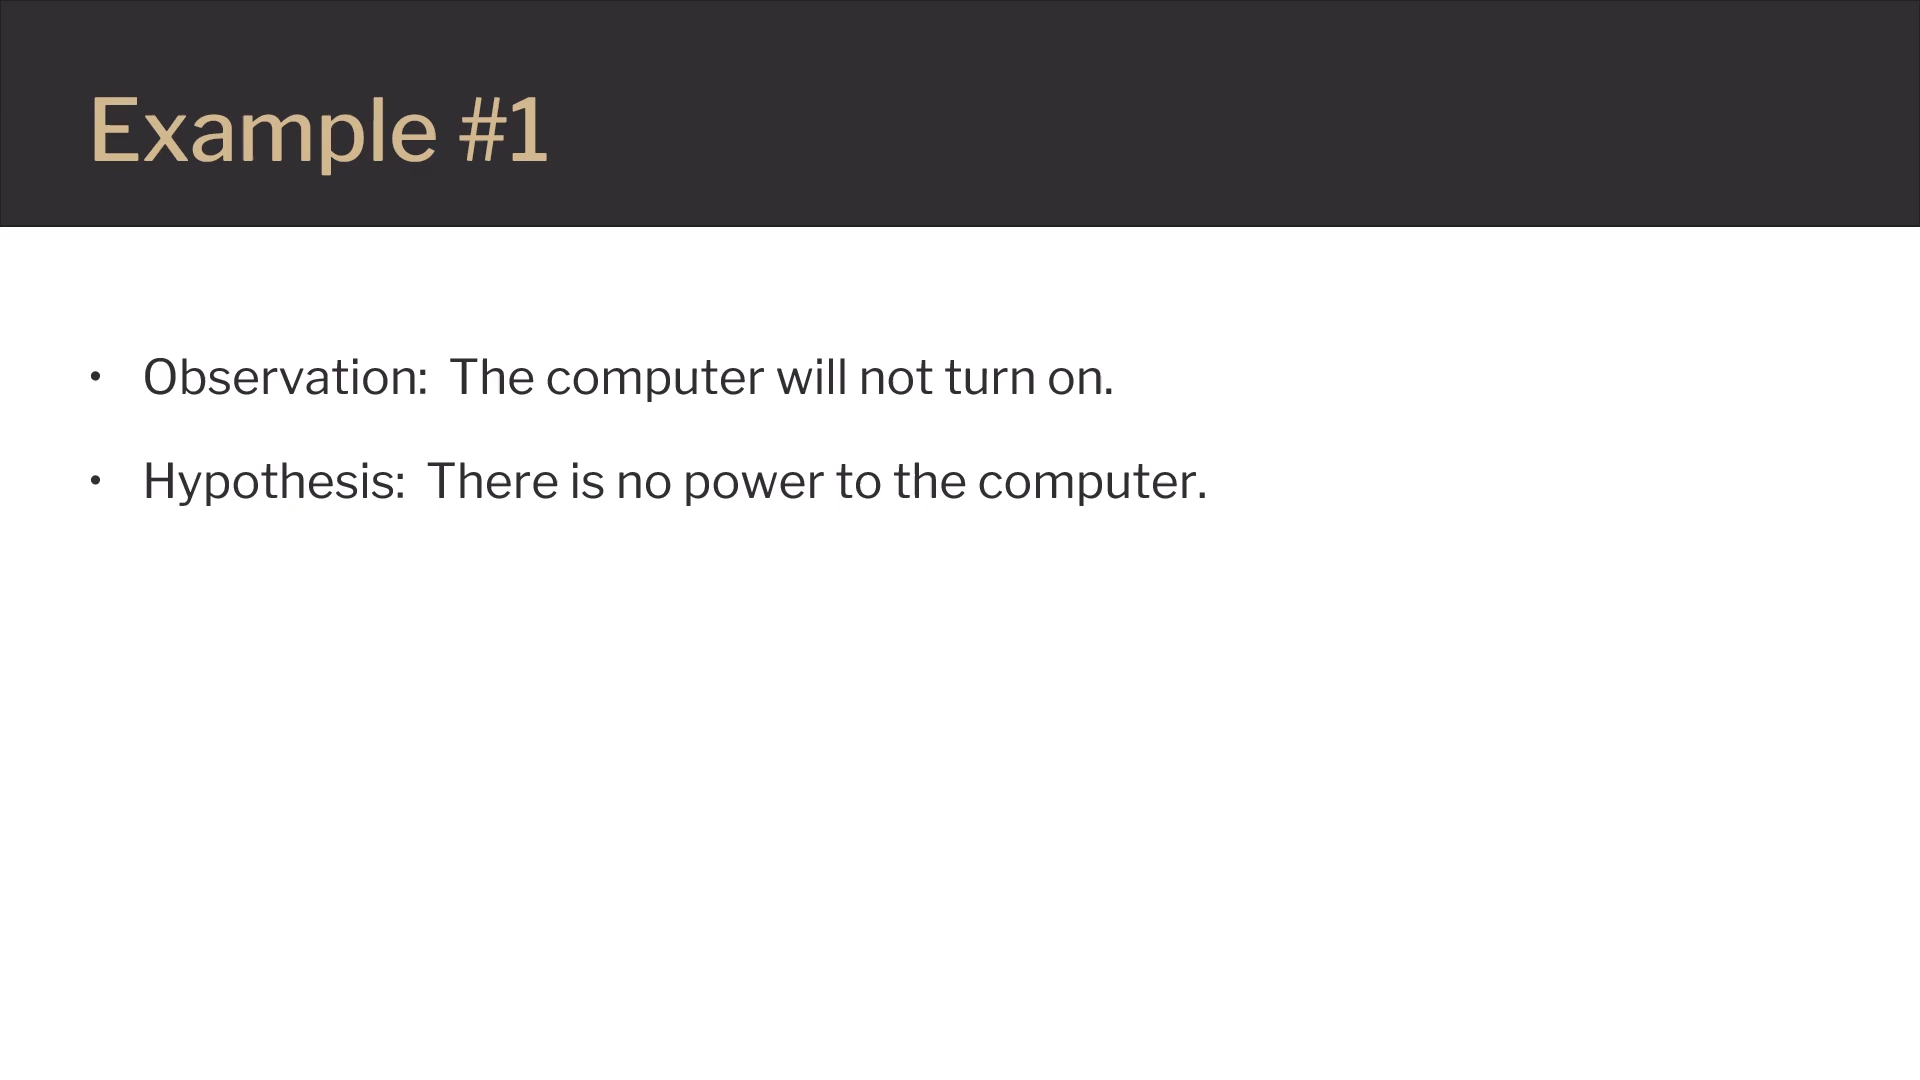 Example #1
• Observation:  The computer will not turn on.
• Hypothesis:  There is no power to the computer.